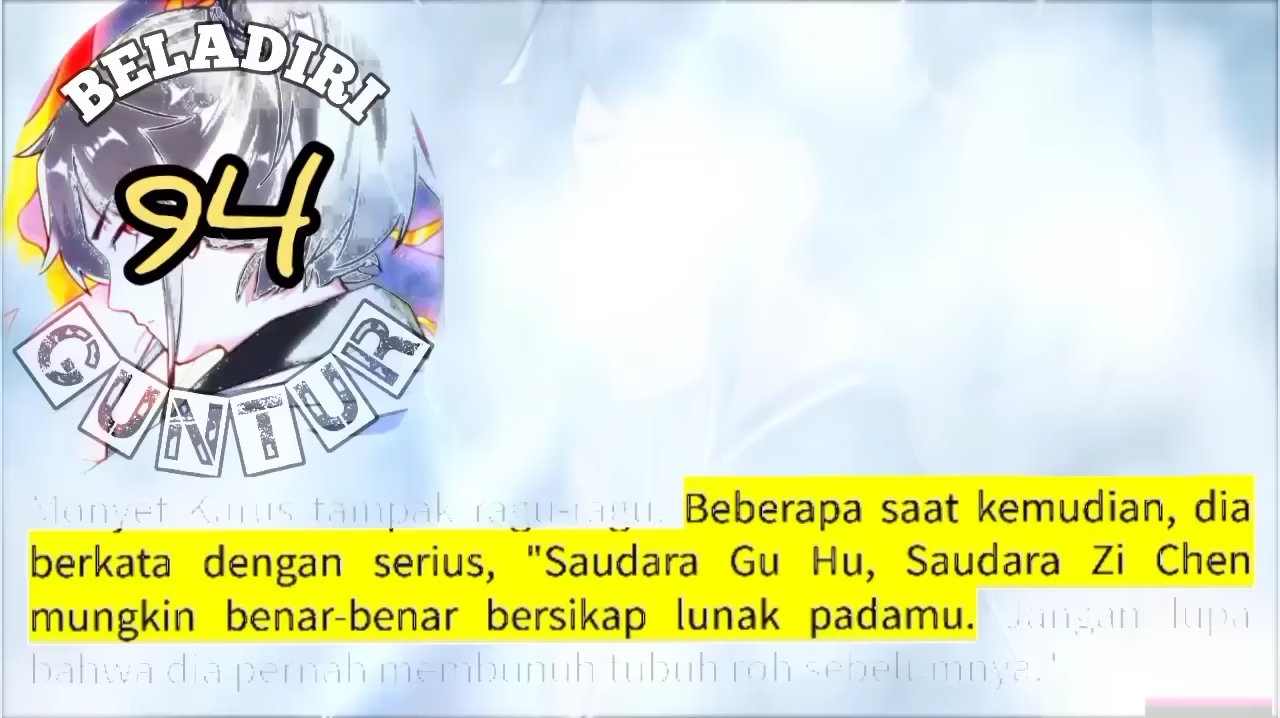 BELADIRI
94
GUNTUR
Monyet Kurus tampak ragu-ragu. Beberapa saat kemudian, dia
berkata dengan serius, "Saudara Gu Hu, Saudara Zi Chen
mungkin benar-benar bersikap lunak padamu. Jangan lupa
bahwa dia pernah membunuh tubuh roh sebelumnya."